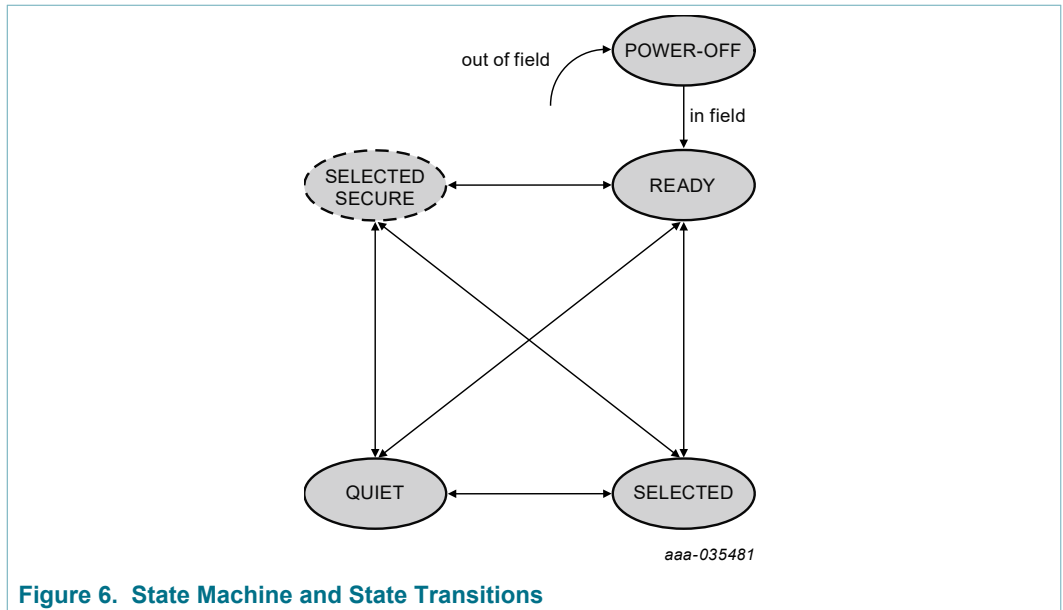 POWER-OFF
out of field
in field
SELECTED
SECURE
READY
QUIET
SELECTED
aaa-035481
Figure 6. State Machine and State Transitions